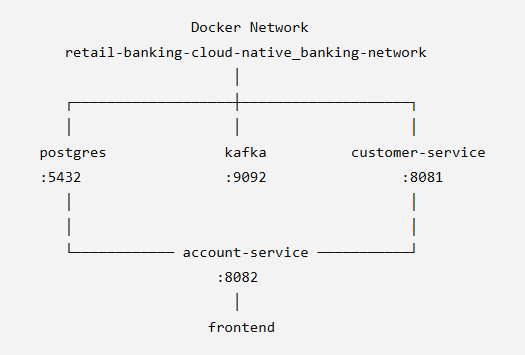 Docker Network
retail-banking-cloud-native_banking-network
postgres kafka customer-service
:5432 :9092 :8081
account-service
:8082
frontend